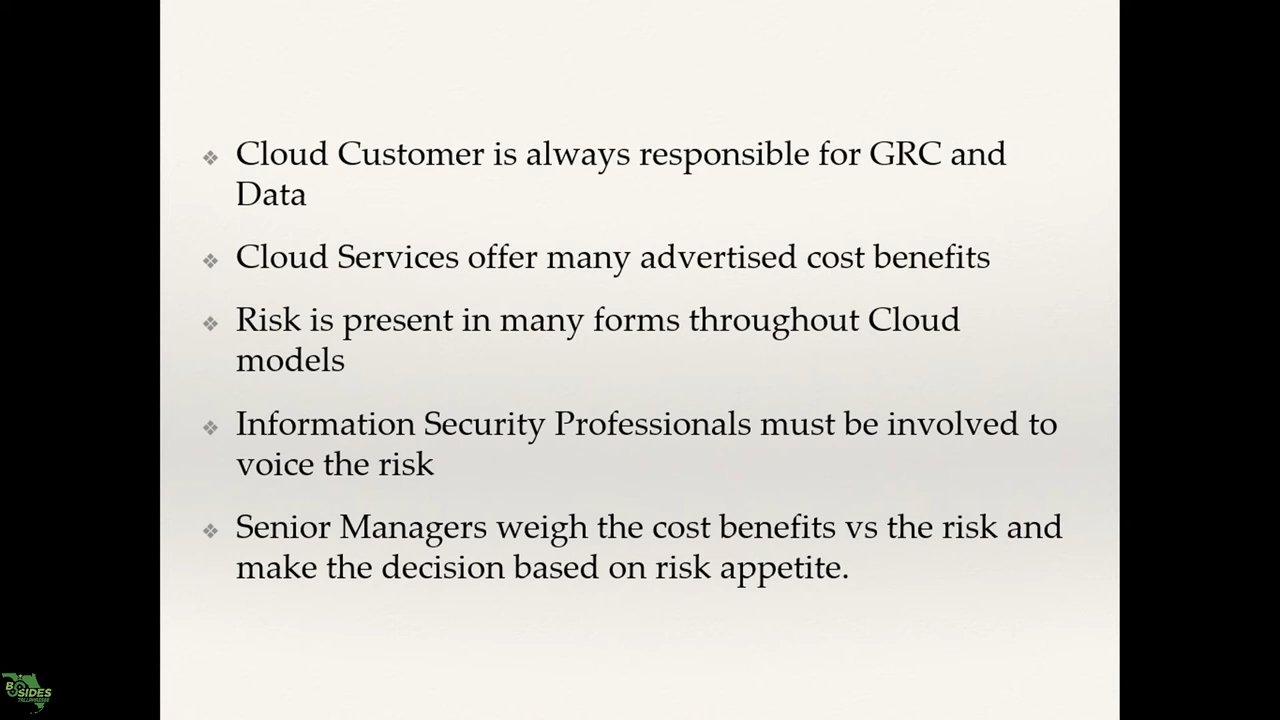 ❖ Cloud Customer is always responsible for GRC and
Data
❖ Cloud Services offer many advertised cost benefits
❖ Risk is present in many forms throughout Cloud
models
❖ Information Security Professionals must be involved to
voice the risk
❖ Senior Managers weigh the cost benefits vs the risk and
make the decision based on risk appetite.
BSIDES
TALLAHASSEE